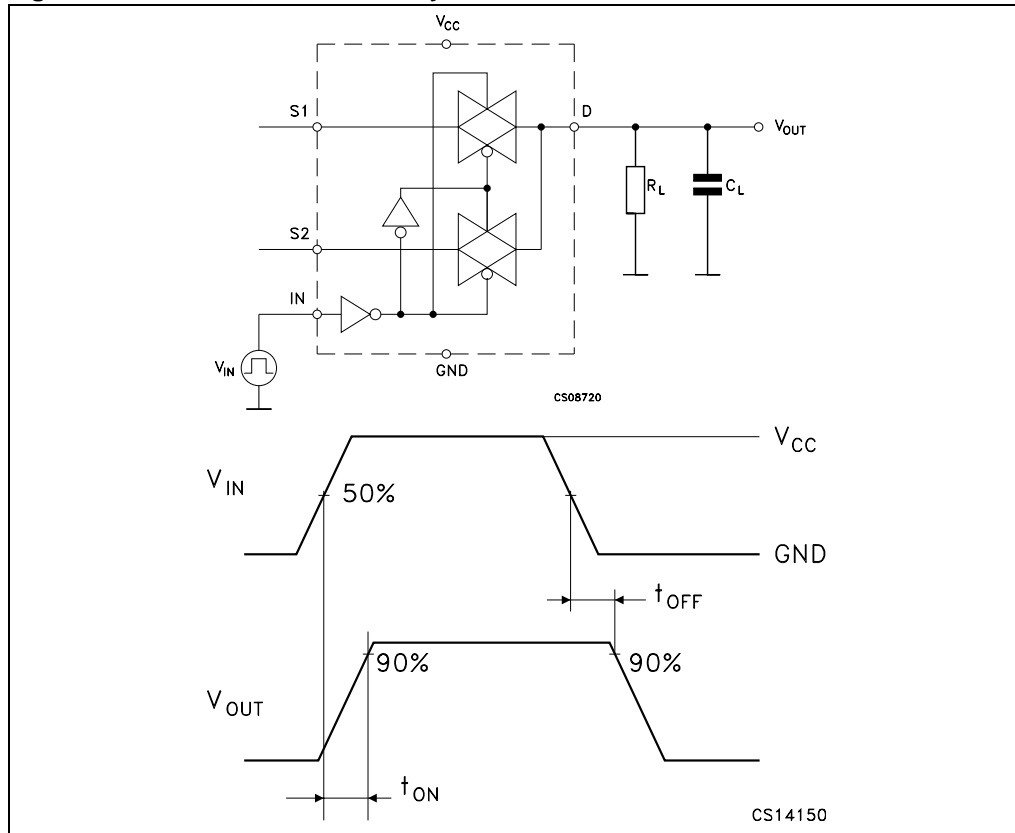 VCC
S1
D
VOUT
RL
CL
S2
IN
VIN
GND
CS08720
VCC
VIN
50%
GND
tOFF
90%
90%
VOUT
tON
CS14150